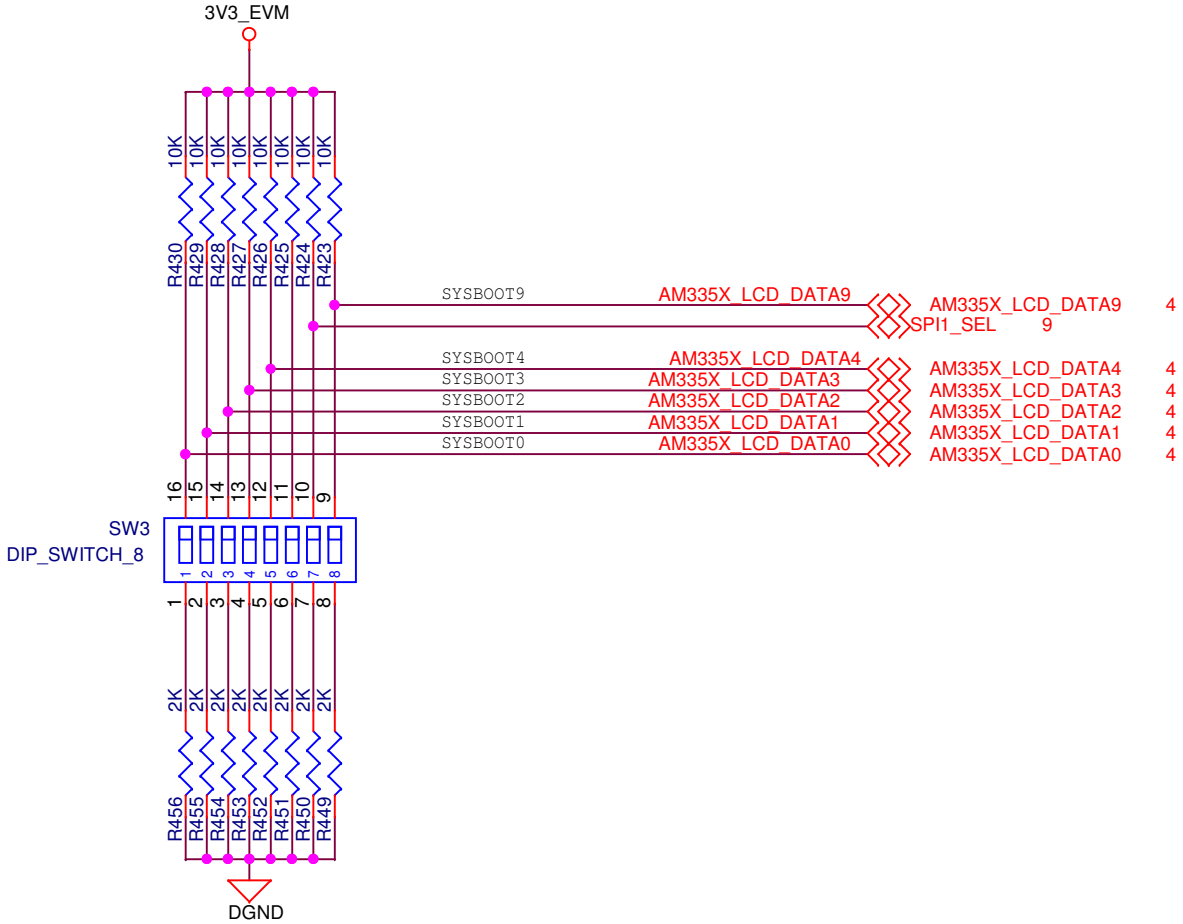 3V3_EVM
10K 10K 10K 10K 10K 10K 10K 10K
R430 R429 R428 R427 R426 R425 R424 R423
SYSBOOT9 AM335X_LCD_DATA9 AM335X_LCD_DATA9 4
SPI1_SEL 9
SYSBOOT4 AM335X_LCD_DATA4 AM335X_LCD_DATA4 4
SYSBOOT3 AM335X_LCD_DATA3 AM335X_LCD_DATA3 4
SYSBOOT2 AM335X_LCD_DATA2 AM335X_LCD_DATA2 4
SYSBOOT1 AM335X_LCD_DATA1 AM335X_LCD_DATA1 4
SYSBOOT0 AM335X_LCD_DATA0 AM335X_LCD_DATA0 4
16 15 14 13 12 11 10 9
SW3
DIP_SWITCH_8
1 2 3 4 5 6 7 8
1 2 3 4 5 6 7 8
2K 2K 2K 2K 2K 2K 2K 2K
R456 R455 R454 R453 R452 R451 R450 R449
DGND